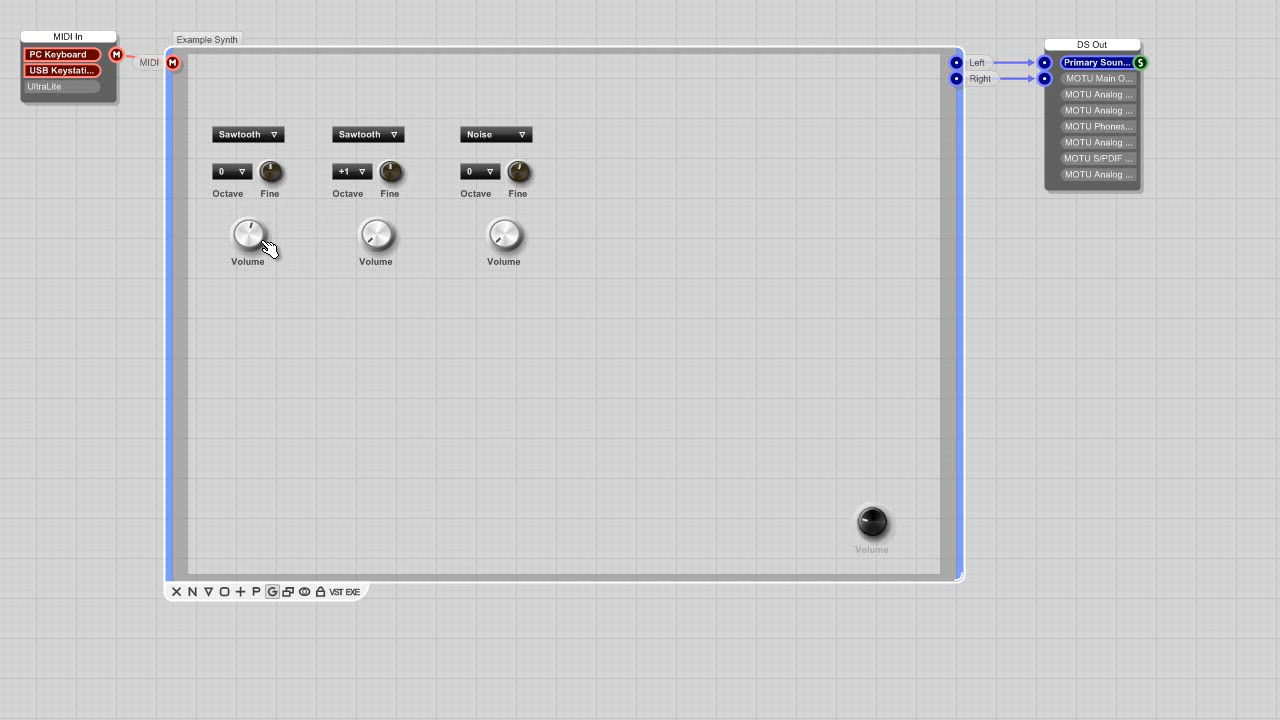 MIDI In
PC Keyboard
USB Keystati...
UltraLite
M
MIDI
M
Example Synth
Left
Right
DS Out
Primary Soun...
S
MOTU Main O...
MOTU Analog ...
MOTU Analog ...
MOTU Phones...
MOTU Analog ...
MOTU S/PDIF ...
MOTU Analog ...
Sawtooth
Sawtooth
Noise
0
+1
0
Octave Fine
Octave Fine
Octave Fine
Volume
Volume
Volume
Volume
N P G VST EXE